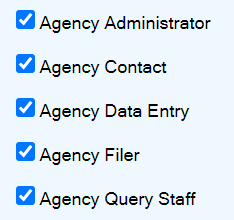 Agency Administrator
Agency Contact
Agency Data Entry
Agency Filer
Agency Query Staff